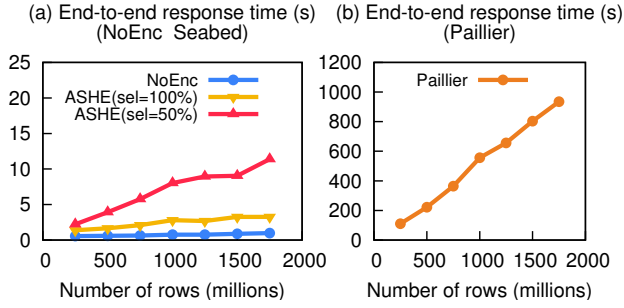 (a) End-to-end response time (s)
(NoEnc Seabed)
25
20
15
10
5
0
0 500 1000 1500 2000
NoEnc
ASHE(sel=100%)
ASHE(sel=50%)
Number of rows (millions)
(b) End-to-end response time (s)
(Paillier)
1200
1000
800
600
400
200
0
0 500 1000 1500 2000
Paillier
Number of rows (millions)